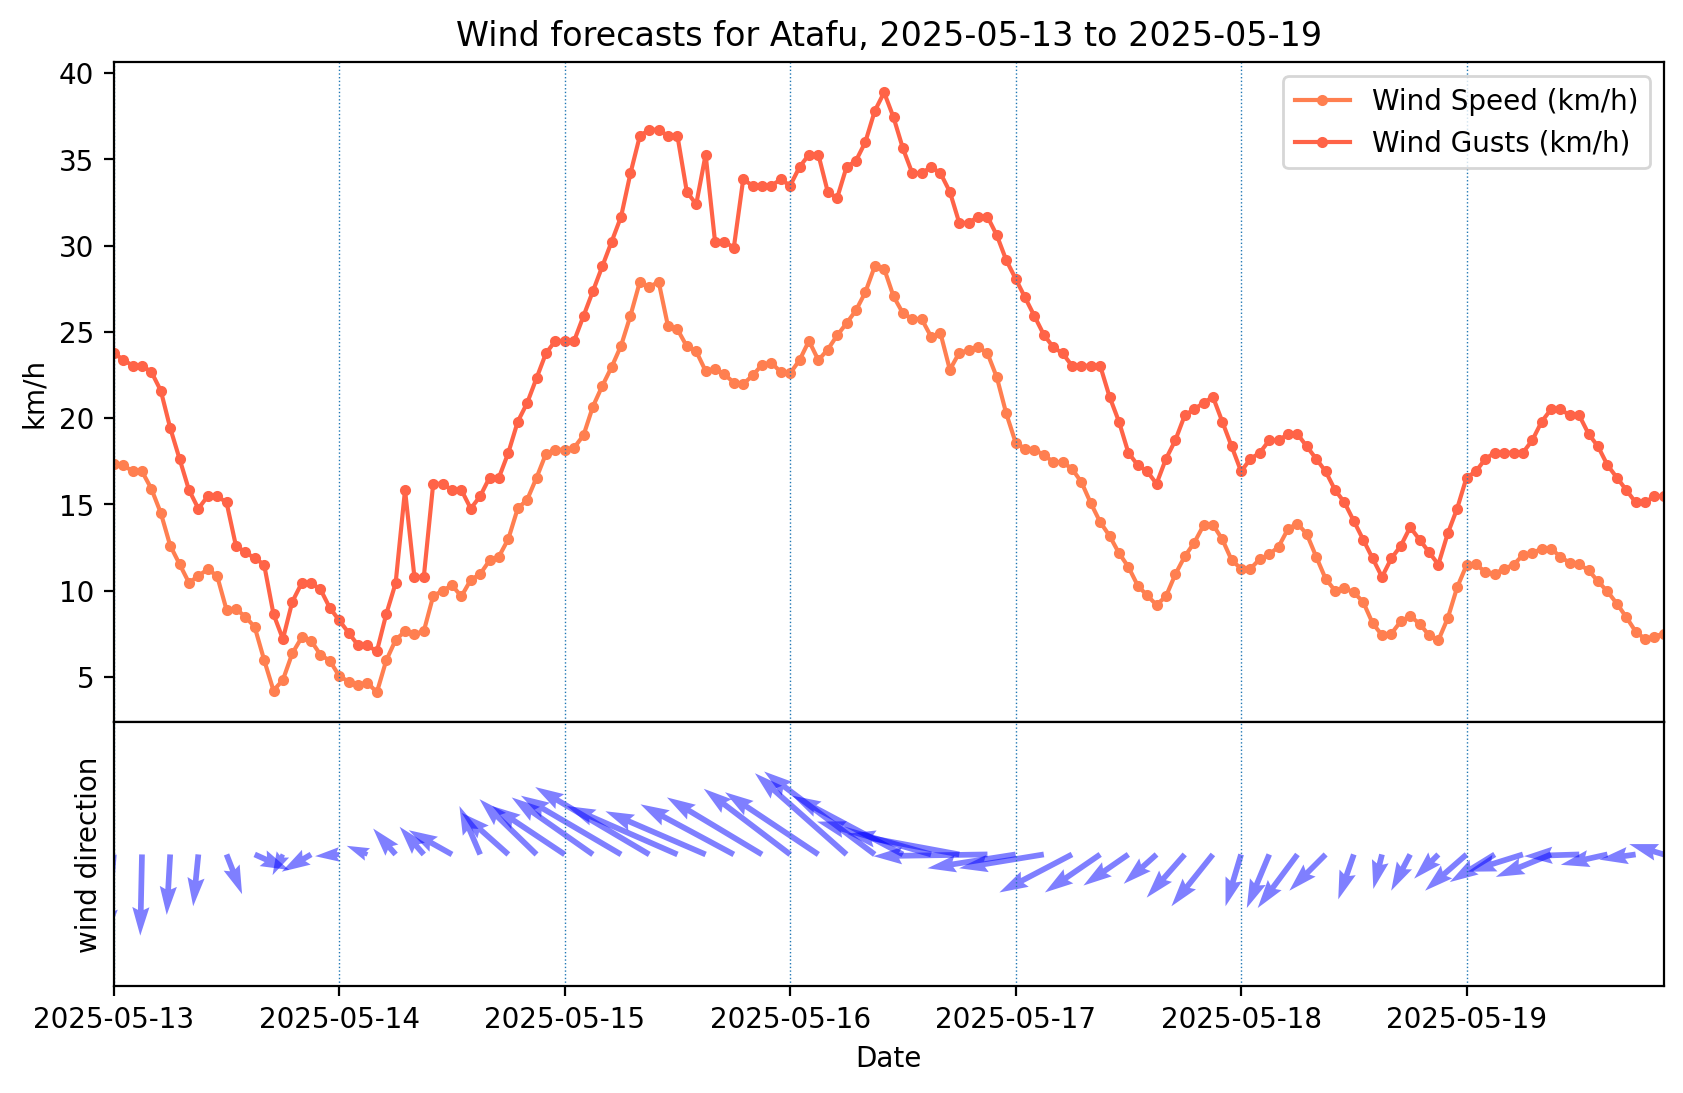 Wind forecasts for Atafu, 2025-05-13 to 2025-05-19
40
35
30
25
20
15
10
5
km/h
Wind Speed (km/h)
Wind Gusts (km/h)
wind direction
2025-05-13
2025-05-14
2025-05-15
2025-05-16
2025-05-17
2025-05-18
2025-05-19
Date